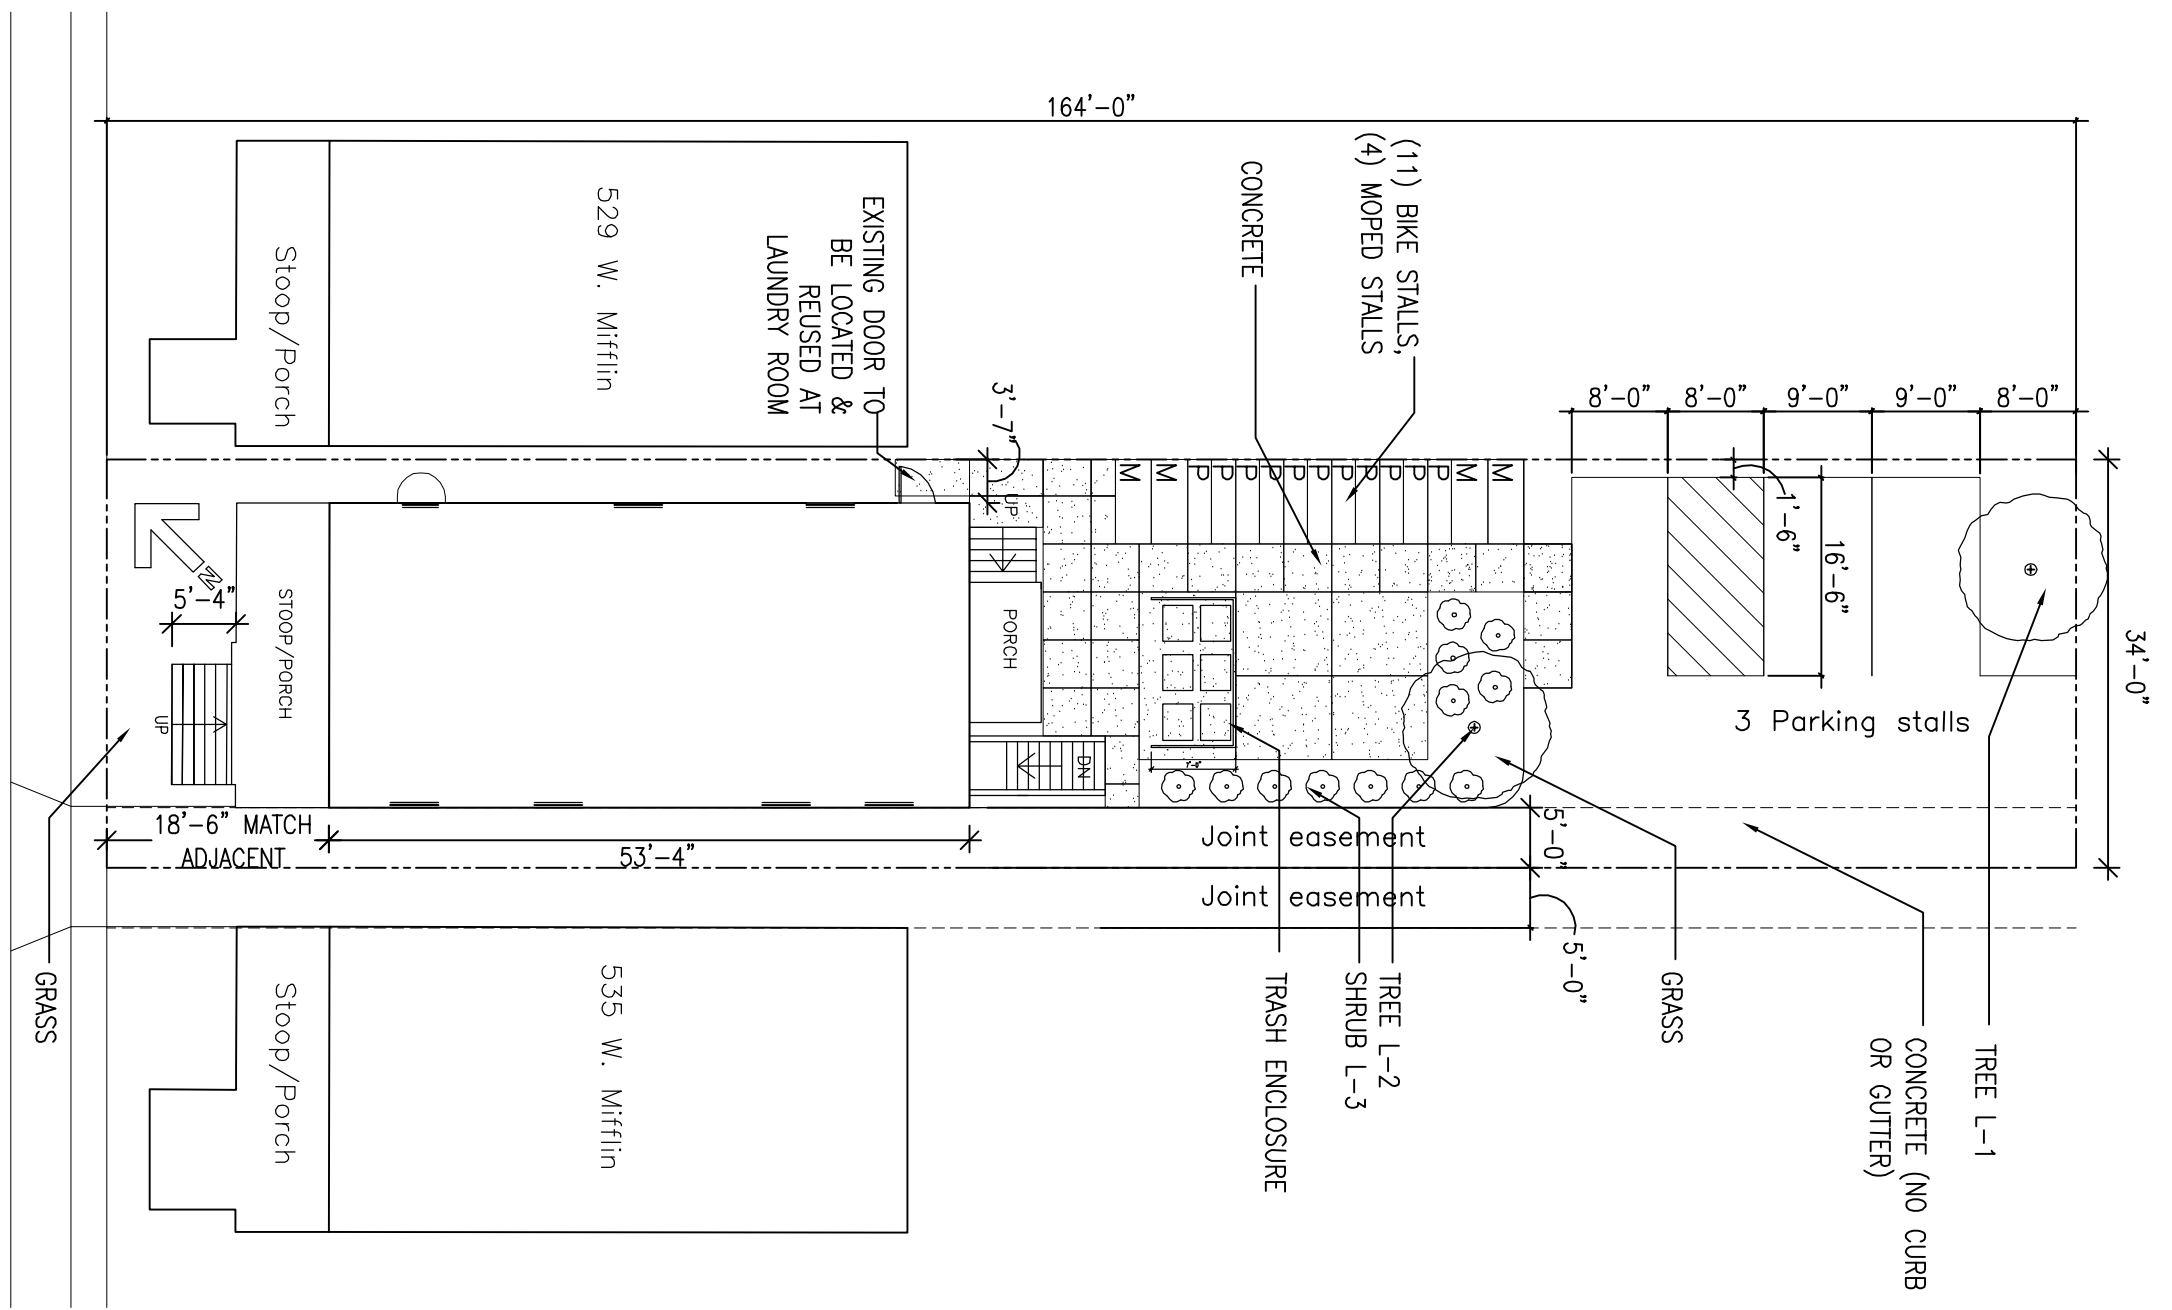 164'-0"
(11) BIKE STALLS,
(4) MOPED STALLS
CONCRETE
529 W. Mifflin
Stoop/Porch
EXISTING DOOR TO
BE LOCATED &
REUSED AT
LAUNDRY ROOM
3'-7"
8'-0"
8'-0"
9'-0"
9'-0"
8'-0"
M
M
P
P
P
P
P
P
P
P
P
P
P
M
M
UP
1'-6"
16'-6"
34'-0"
N
5'-4"
STOOP/PORCH
UP
PORCH
DN
3 Parking stalls
18'-6" MATCH
ADJACENT
53'-4"
Joint easement
5'-0"
Joint easement
5'-0"
GRASS
535 W. Mifflin
Stoop/Porch
TRASH ENCLOSURE
TREE L-2
SHRUB L-3
GRASS
CONCRETE (NO CURB
OR GUTTER)
TREE L-1